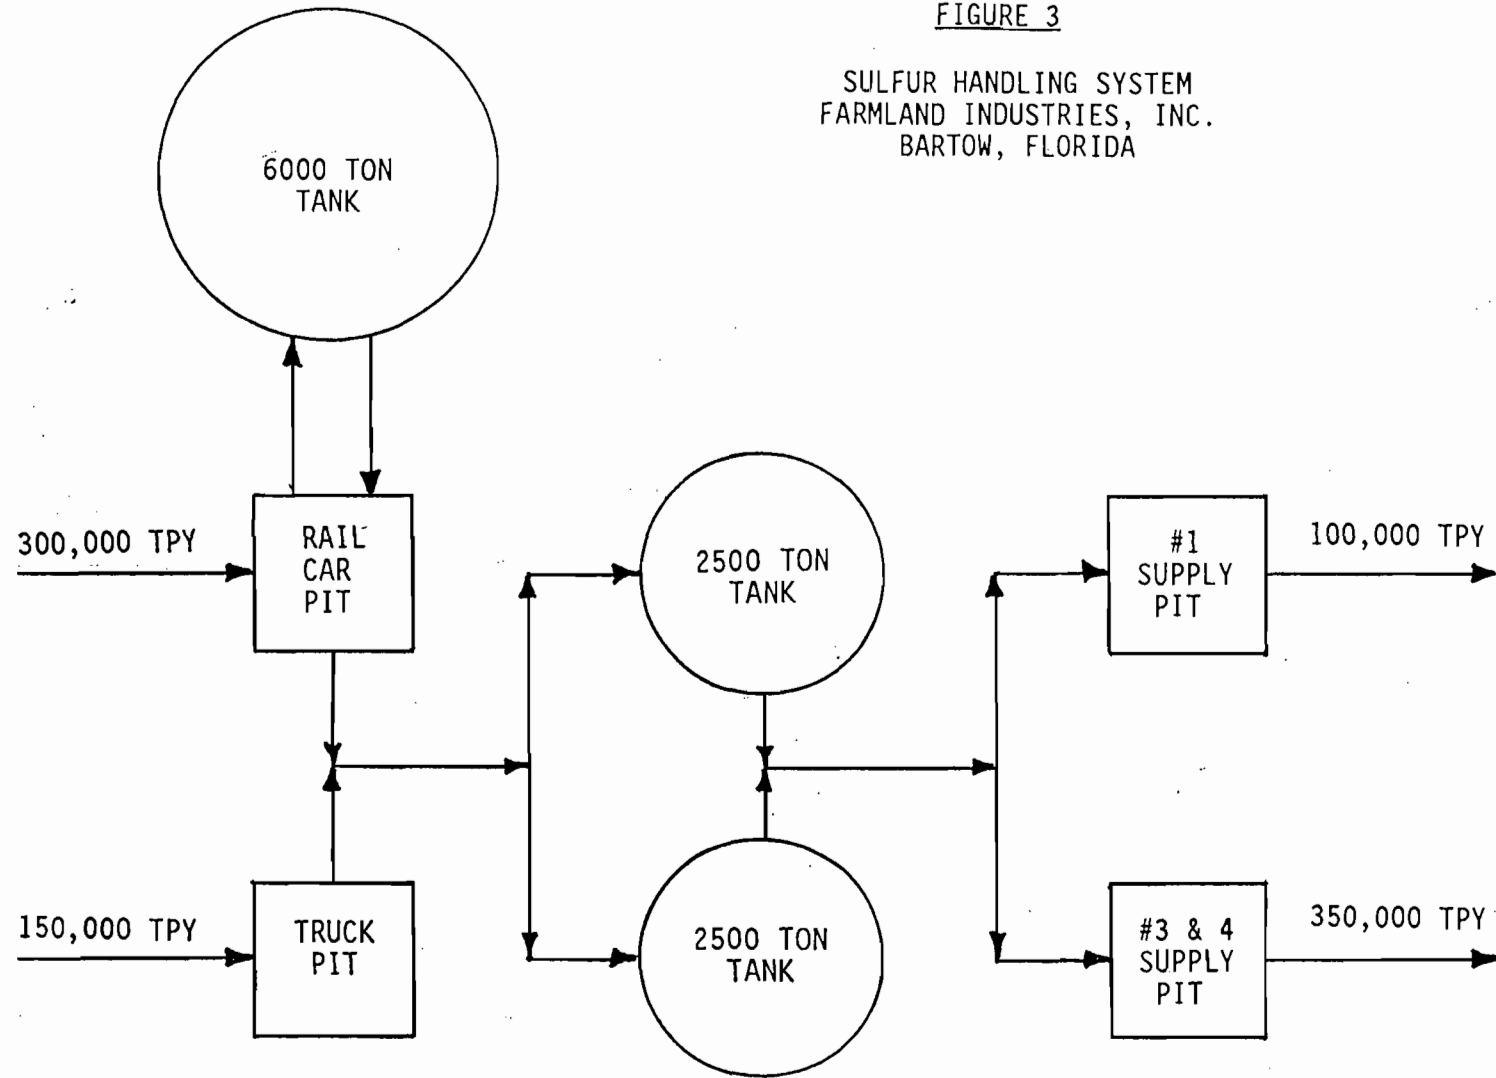 FIGURE 3
SULFUR HANDLING SYSTEM
FARMLAND INDUSTRIES, INC.
BARTOW, FLORIDA
6000 TON
TANK
300,000 TPY
RAIL
CAR
PIT
2500 TON
TANK
#1
SUPPLY
PIT
100,000 TPY
150,000 TPY
TRUCK
PIT
2500 TON
TANK
#3 & 4
SUPPLY
PIT
350,000 TPY